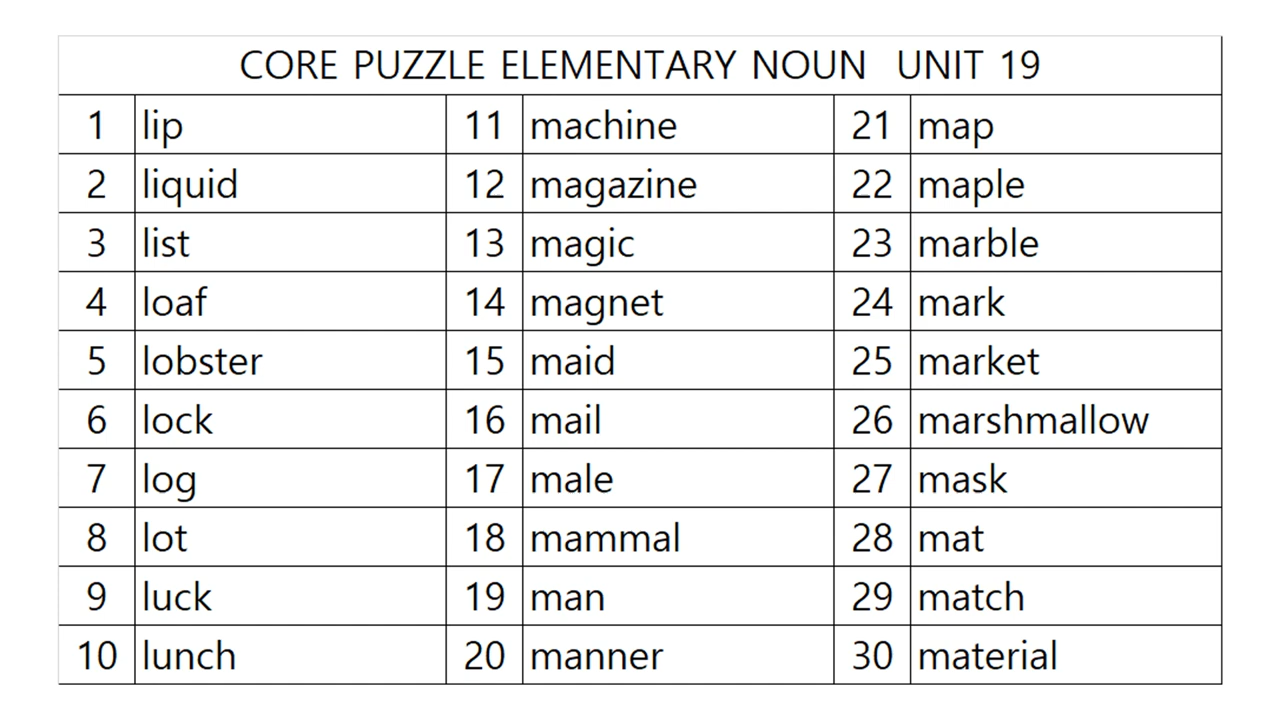 CORE PUZZLE ELEMENTARY NOUN UNIT 19
1 lip 11 machine 21 map
2 liquid 12 magazine 22 maple
3 list 13 magic 23 marble
4 loaf 14 magnet 24 mark
5 lobster 15 maid 25 market
6 lock 16 mail 26 marshmallow
7 log 17 male 27 mask
8 lot 18 mammal 28 mat
9 luck 19 man 29 match
10 lunch 20 manner 30 material